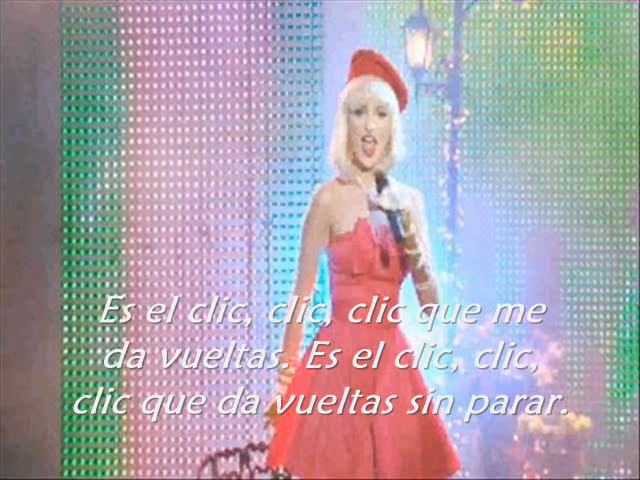 Es el clic, clic, clic que me
da vueltas. Es el clic, clic,
clic que da vueltas sin parar.